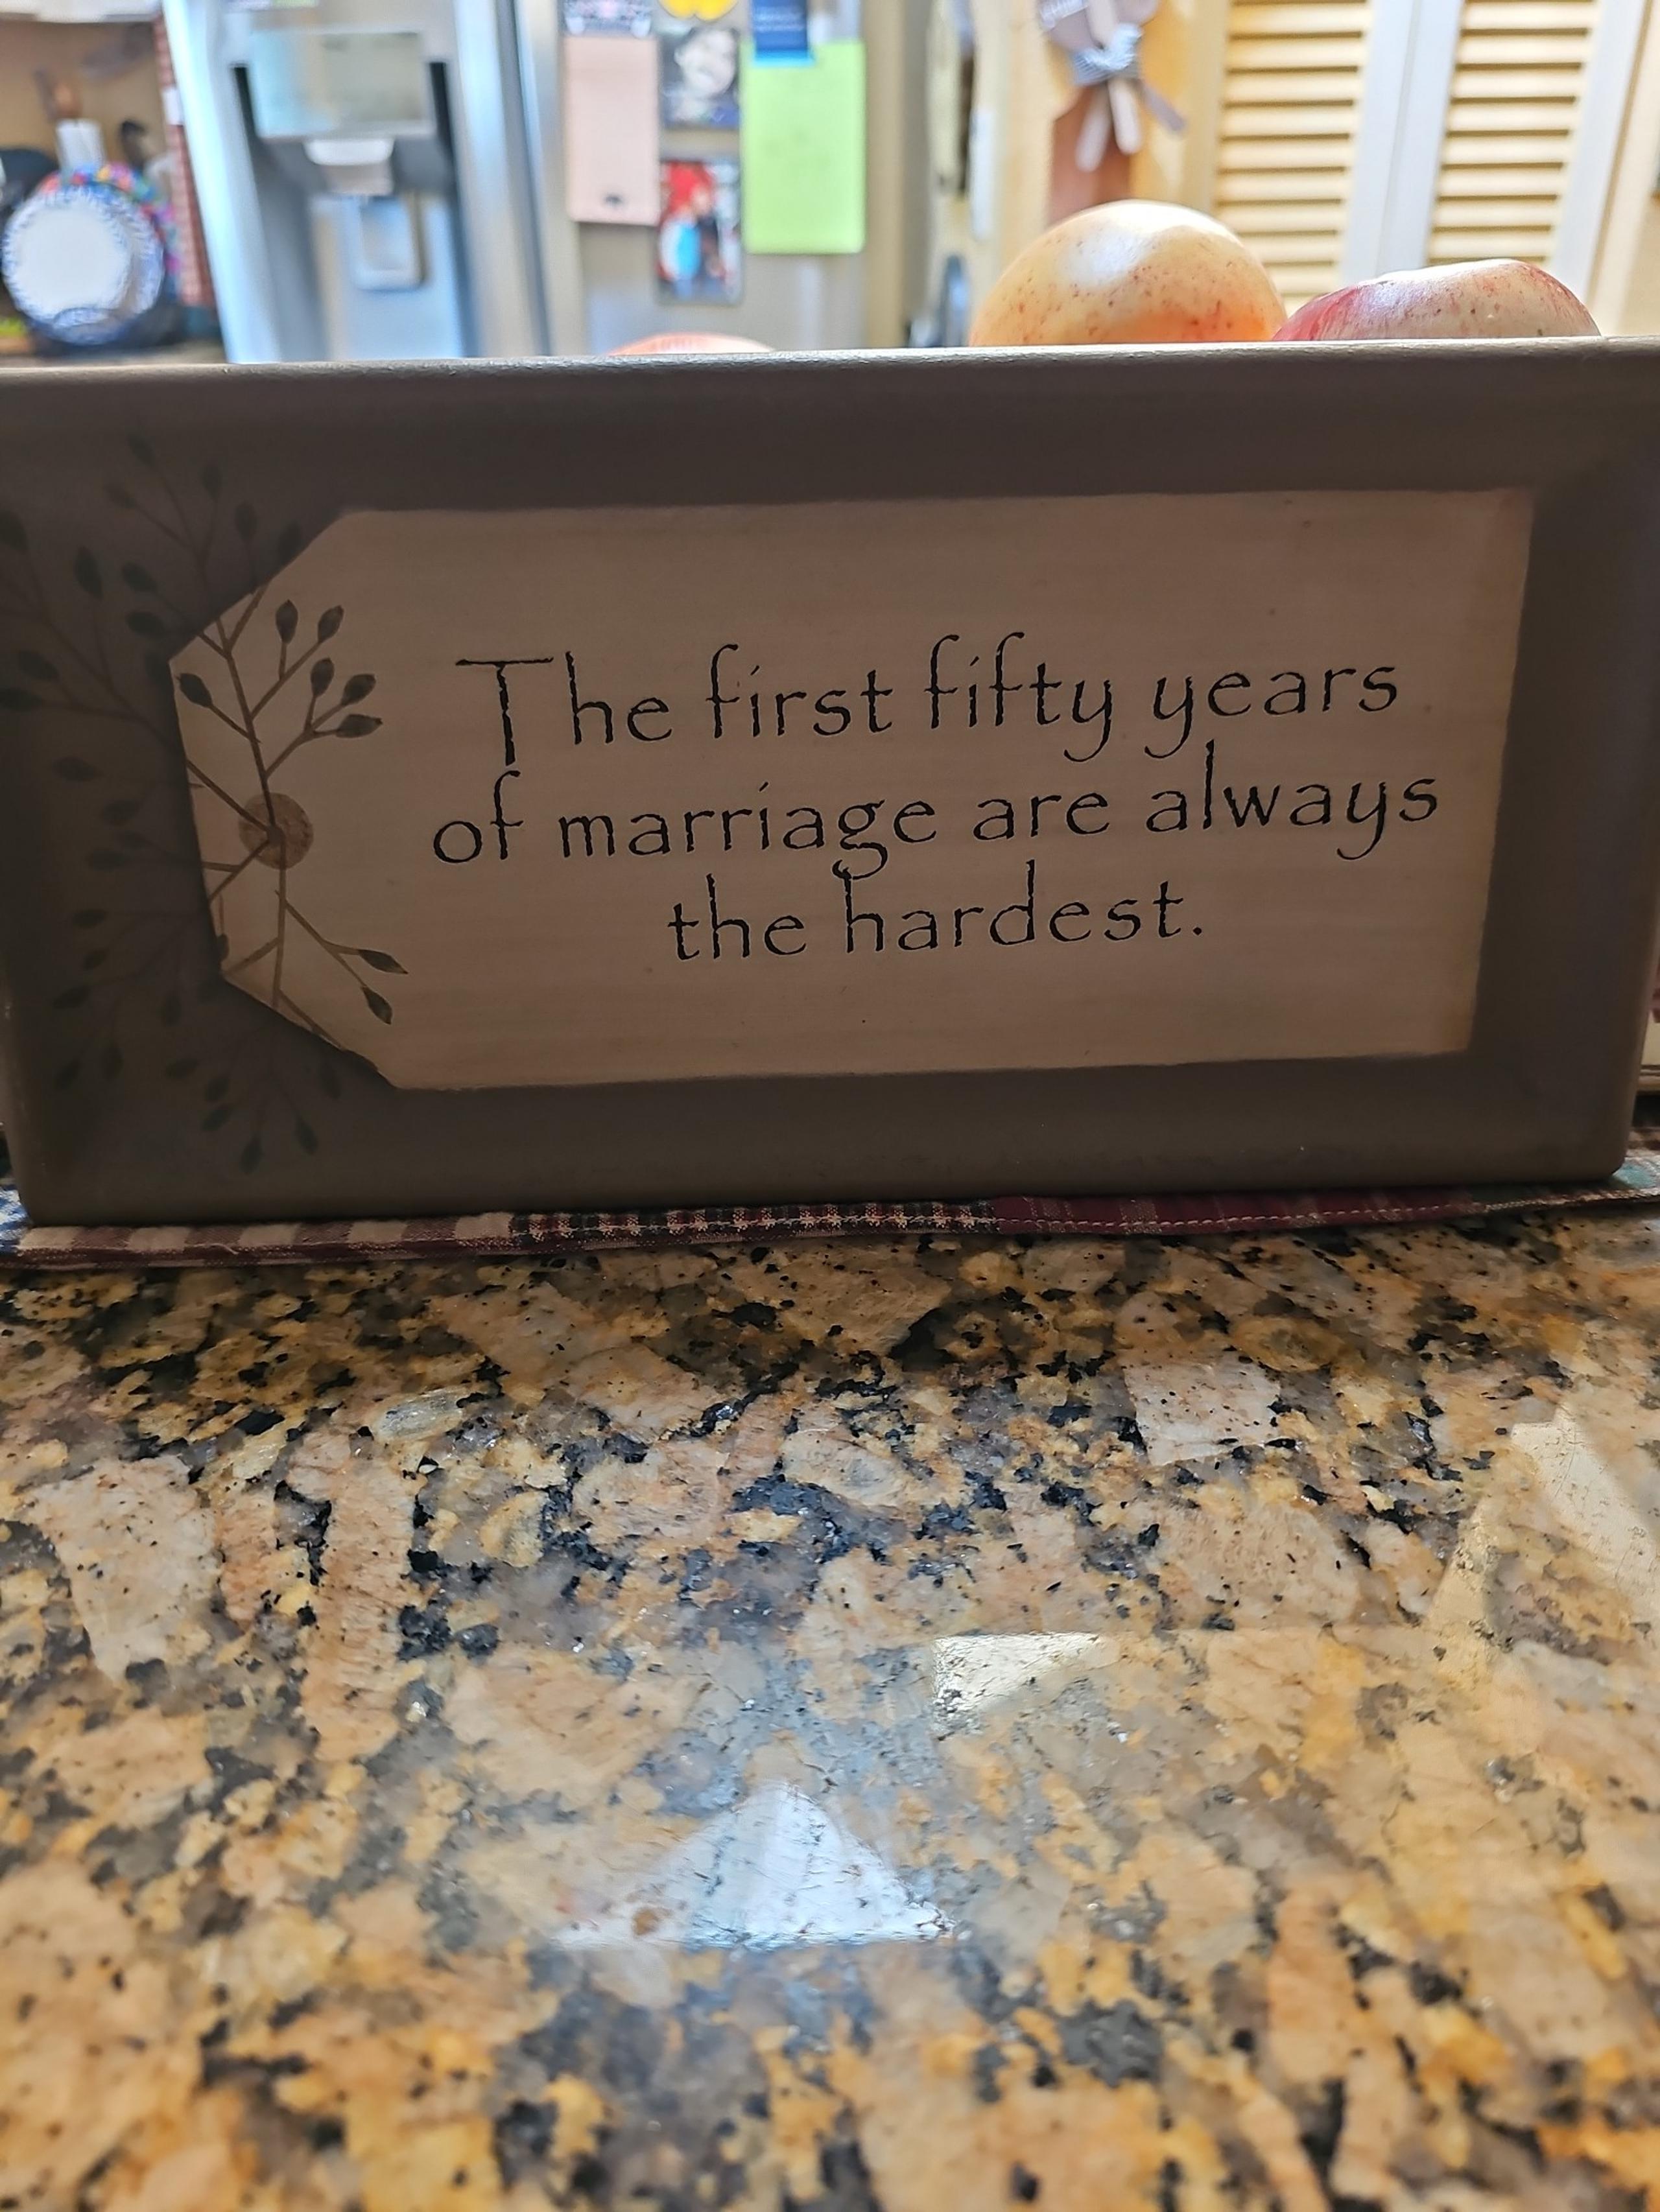 The first fifty years
of marriage are always
the hardest.